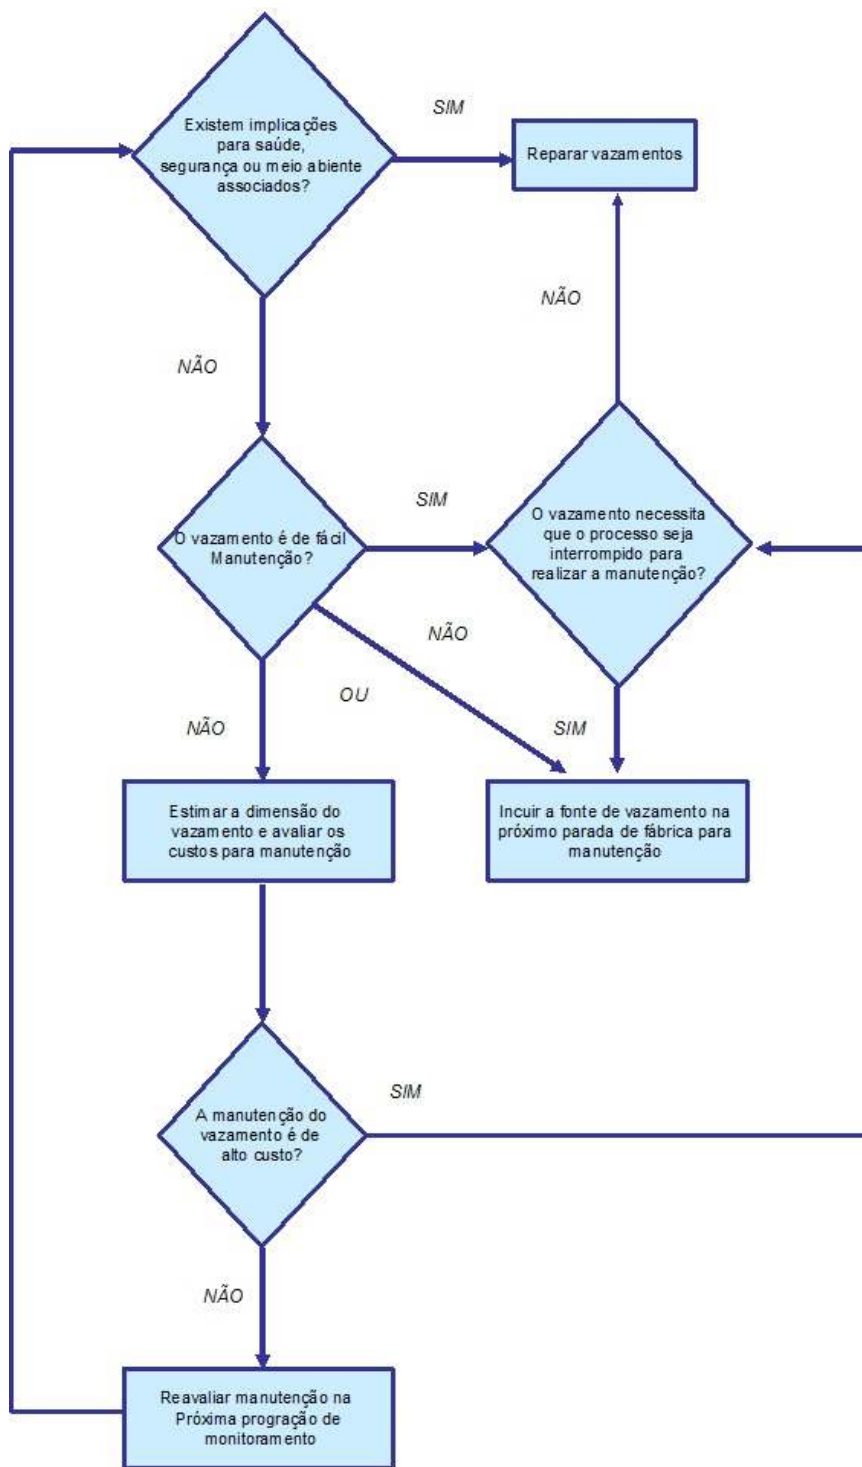 Existem implicações
para saúde,
segurança ou meio abiente
associados?
SIM
Reparar vazamentos
NÃO
NÃO
O vazamento é de fácil
Manutenção?
SIM
O vazamento necessita
que o processo seja
interrompido para
realizar a manutenção?
NÃO
OU
NÃO
SIM
Estimar a dimensão do
vazamento e avaliar os
custos para manutenção
Incuir a fonte de vazamento na
próximo parada de fábrica para
manutenção
A manutenção do
vazamento é de
alto custo?
SIM
NÃO
Reavaliar manutenção na
Próxima progração de
monitoramento